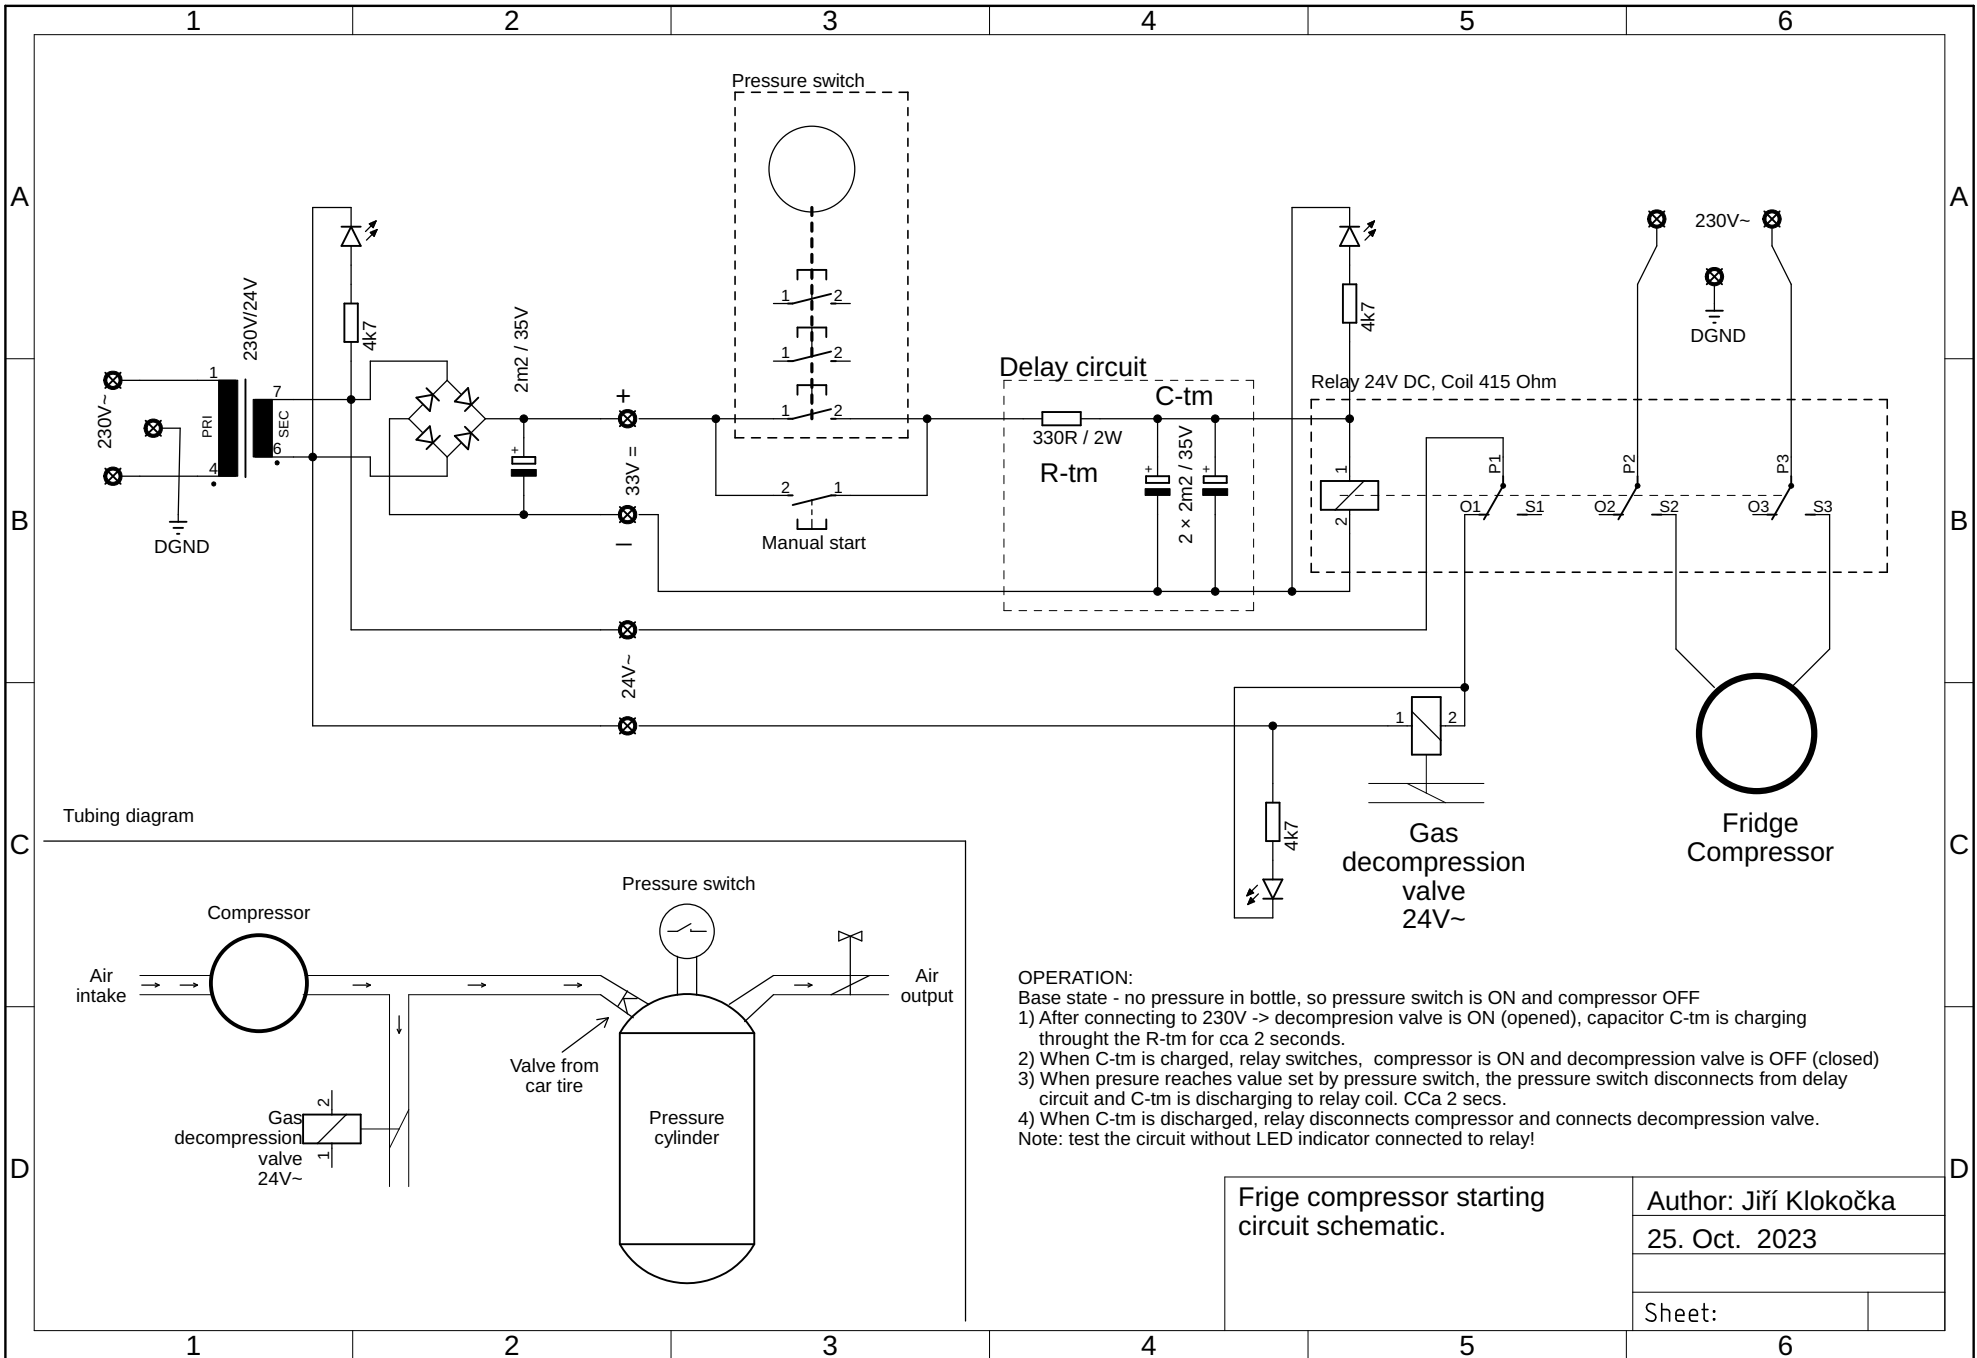 1 2 3 4 5 6
A
B
C
D
A
B
C
D
1 2 3 4 5 6
Pressure switch
1 2
1 2
1 2
2 1
Manual start
230V~
DGND
1
4
PRI
230V/24V
7
6
SEC
4k7
2m2 / 35V
+
+
33V =
–
24V~
Delay circuit
C-tm
330R / 2W
R-tm
+
+
2 × 2m2 / 35V
4k7
Relay 24V DC, Coil 415 Ohm
1
2
P1
O1 S1
P2
O2 S2
P3
O3 S3
230V~
DGND
1 2
4k7
Gas
decompression
valve
24V~
Fridge
Compressor
Tubing diagram
Compressor
Air
intake
Pressure switch
Air
output
Valve from
car tire
Pressure
cylinder
2
1
Gas
decompression
valve
24V~
OPERATION:
Base state - no pressure in bottle, so pressure switch is ON and compressor OFF
1) After connecting to 230V -> decompresion valve is ON (opened), capacitor C-tm is charging
throught the R-tm for cca 2 seconds.
2) When C-tm is charged, relay switches,  compressor is ON and decompression valve is OFF (closed)
3) When presure reaches value set by pressure switch, the pressure switch disconnects from delay
circuit and C-tm is discharging to relay coil. CCa 2 secs.
4) When C-tm is discharged, relay disconnects compressor and connects decompression valve.
Note: test the circuit without LED indicator connected to relay!
Frige compressor starting
circuit schematic.
Author: Jiří Klokočka
25. Oct.  2023
Sheet: